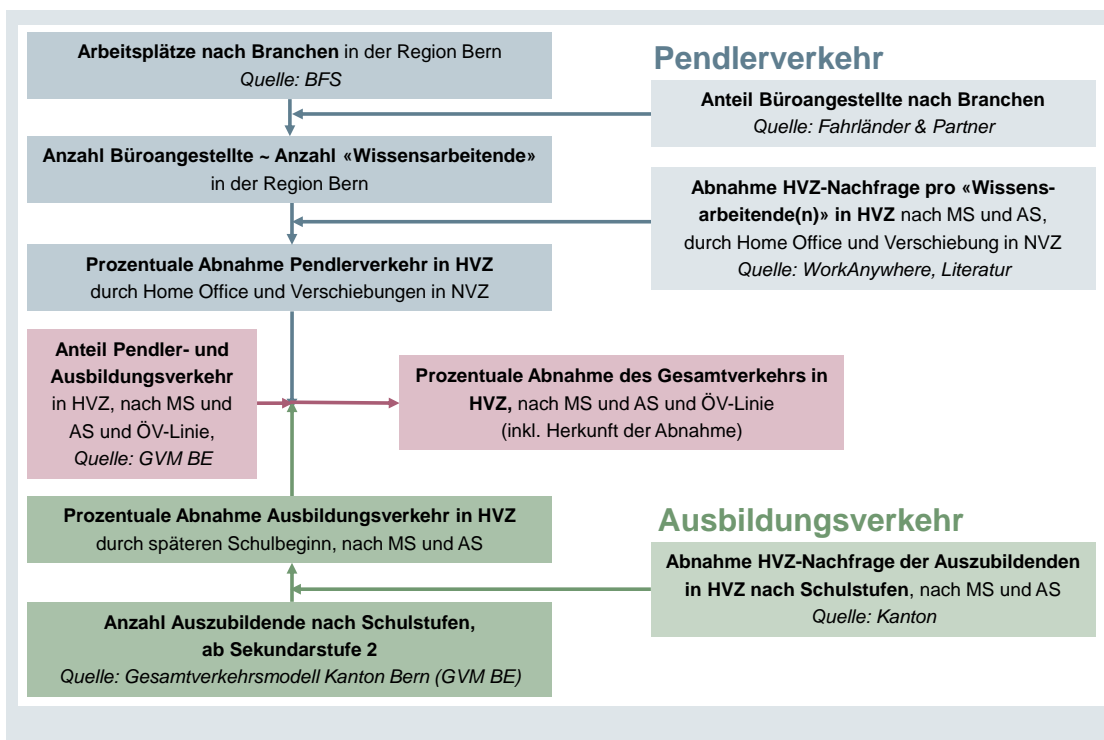 Arbeitsplätze nach Branchen in der Region Bern
Quelle: BFS
Pendlerverkehr
Anteil Büroangestellte nach Branchen
Quelle: Fahrländer & Partner
Anzahl Büroangestellte ~ Anzahl «Wissensarbeitende»
in der Region Bern
Abnahme HVZ-Nachfrage pro «Wissens-
arbeitende(n)» in HVZ nach MS und AS,
durch Home Office und Verschiebung in NVZ
Quelle: WorkAnywhere, Literatur
Prozentuale Abnahme Pendlerverkehr in HVZ
durch Home Office und Verschiebungen in NVZ
Anteil Pendler- und
Ausbildungsverkehr
in HVZ, nach MS und
AS und ÖV-Linie,
Quelle: GVM BE
Prozentuale Abnahme des Gesamtverkehrs in
HVZ, nach MS und AS und ÖV-Linie
(inkl. Herkunft der Abnahme)
Prozentuale Abnahme Ausbildungsverkehr in HVZ
durch späteren Schulbeginn, nach MS und AS
Ausbildungsverkehr
Abnahme HVZ-Nachfrage der Auszubildenden
in HVZ nach Schulstufen, nach MS und AS
Quelle: Kanton
Anzahl Auszubildende nach Schulstufen,
ab Sekundarstufe 2
Quelle: Gesamtverkehrsmodell Kanton Bern (GVM BE)